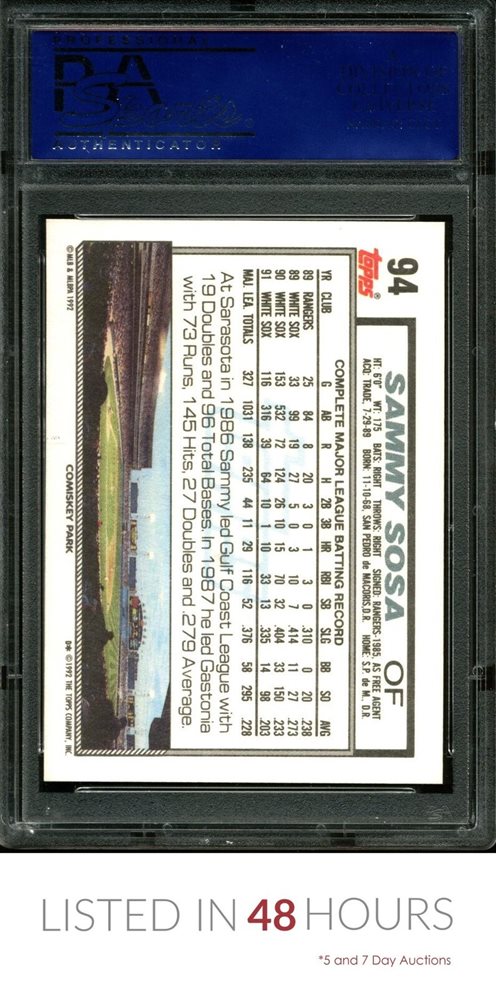 PROFESSIONAL
PSA
AUTHENTICATOR
A
DIVISION OF
COLLECTORS
UNIVERSE
94
topps®
SAMMY SOSA OF
HT: 6'0" WT: 175 BATS: RIGHT THROWS: RIGHT SIGNED: RANGERS-1985, AS FREE AGENT
ACQ: TRADE, 7-29-89 BORN: 11-10-68, SAN PEDRO de MACORIS, D.R. HOME: S.P. de M. D.R.
COMPLETE MAJOR LEAGUE BATTING RECORD
YR CLUB G AB R H 2B 3B HR RBI SB SLG BB SO AVG
89 RANGERS 25 84 8 20 3 0 1 3 0 .310 0 20 .238
89 WHITE SOX 33 99 19 27 5 0 3 10 7 .414 11 27 .273
90 WHITE SOX 153 532 72 124 26 10 15 70 32 .404 33 150 .233
91 WHITE SOX 116 316 39 64 10 1 10 33 13 .335 14 98 .203
MAJ. LEA. TOTALS 327 1031 138 235 44 11 29 116 52 .376 58 295 .228
At Sarasota in 1986 Sammy led Gulf Coast League with
19 Doubles and 96 Total Bases. In 1987 he led Gastonia
with 73 Runs, 145 Hits, 27 Doubles and .279 Average.
©MLB & MLBPA 1992
COMISKEY PARK
©1992 THE TOPPS COMPANY, INC.
LISTED IN 48 HOURS
*5 and 7 Day Auctions